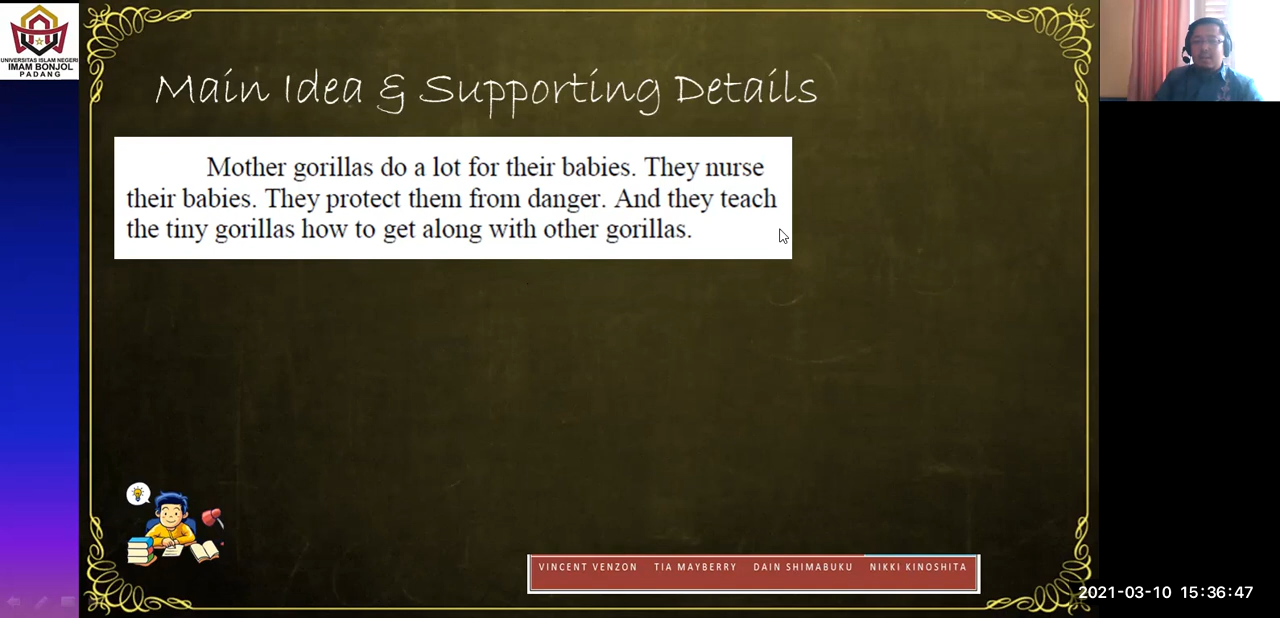 UNIVERSITAS ISLAM NEGERI
IMAM BONJOL
PADANG
Main Idea & Supporting Details
Mother gorillas do a lot for their babies. They nurse
their babies. They protect them from danger. And they teach
the tiny gorillas how to get along with other gorillas.
VINCENT VENZON TIA MAYBERRY DAIN SHIMABUKU NIKKI KINOSHITA
2021-03-10 15:36:47